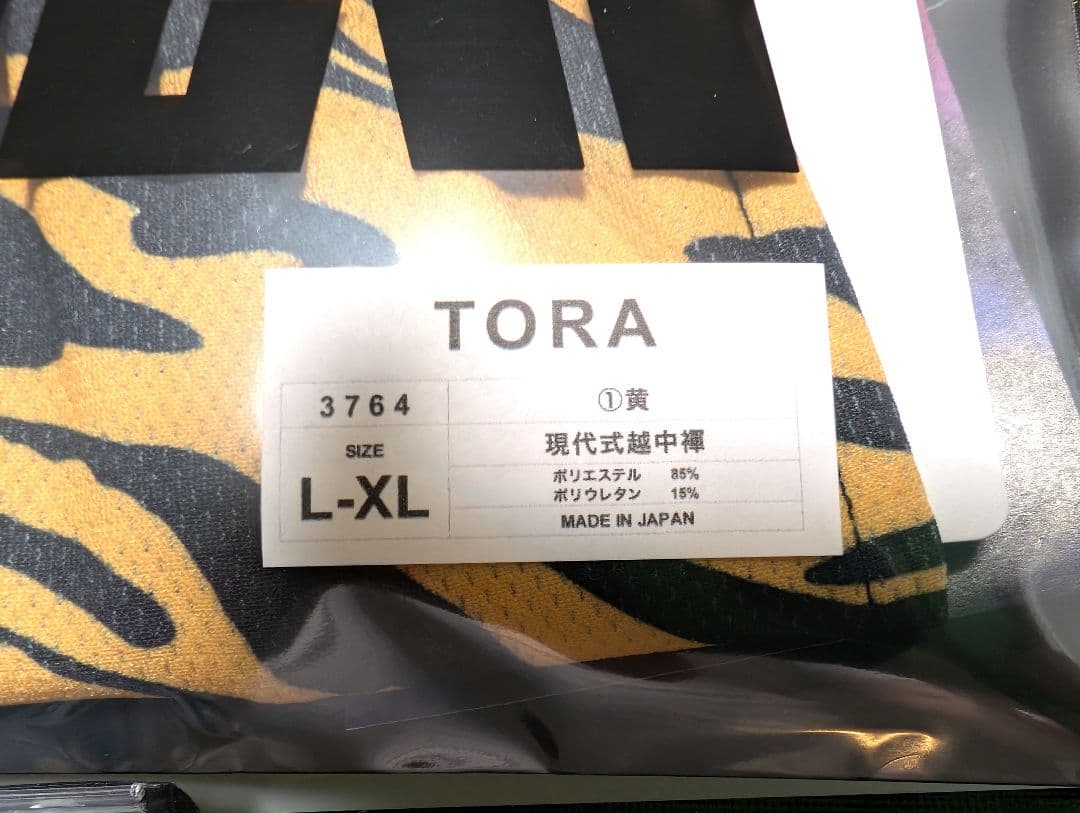 TORA
3764
①黄
SIZE
L-XL
現代式越中褌
ポリエステル 85%
ポリウレタン 15%
MADE IN JAPAN